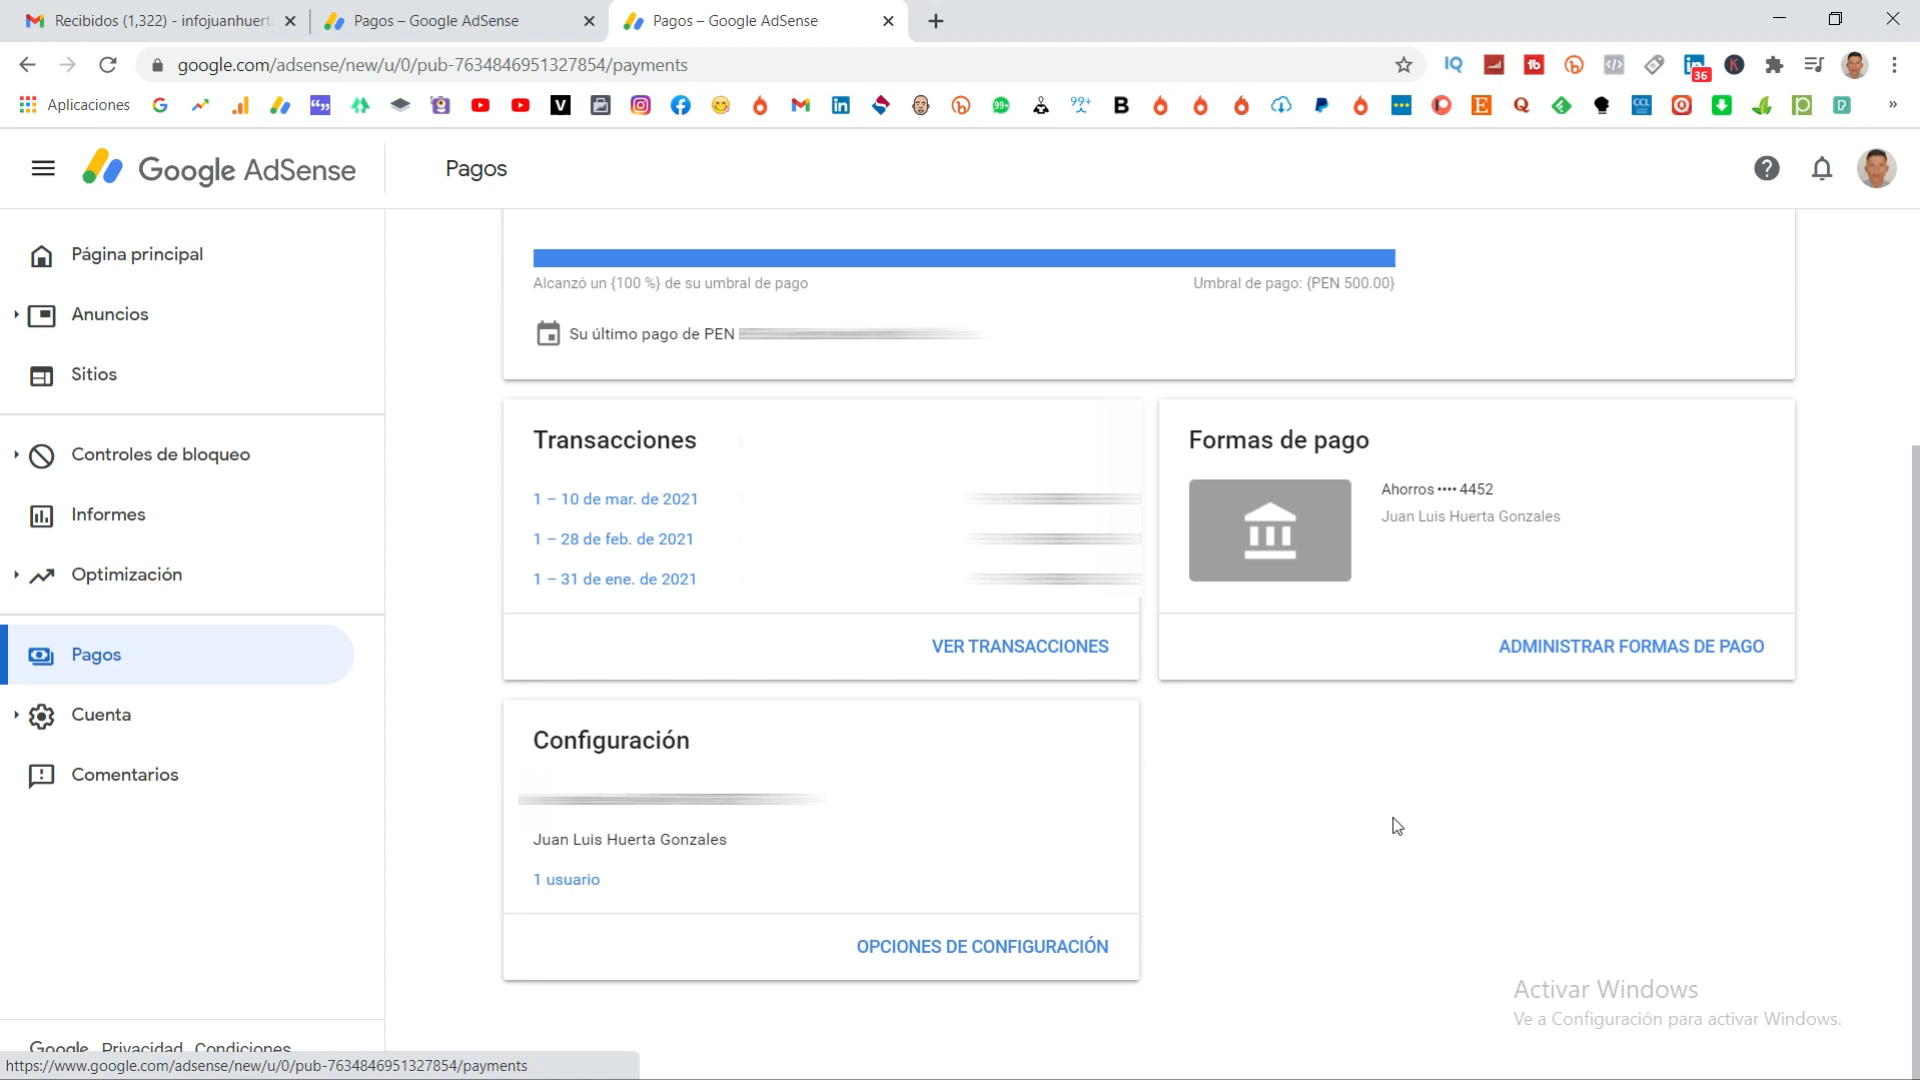 Recibidos (1,322) - infojuanhuert
Pagos – Google AdSense
Pagos – Google AdSense
google.com/adsense/new/u/0/pub-7634846951327854/payments
36
Aplicaciones
99+
99+
Google AdSense
Pagos
Página principal
Anuncios
Sitios
Controles de bloqueo
Informes
Optimización
Pagos
Cuenta
Comentarios
Google Privacidad Condiciones
Alcanzó un {100 %} de su umbral de pago
Umbral de pago: {PEN 500.00}
Su último pago de PEN
Transacciones
1 – 10 de mar. de 2021
1 – 28 de feb. de 2021
1 – 31 de ene. de 2021
VER TRANSACCIONES
Formas de pago
Ahorros •••• 4452
Juan Luis Huerta Gonzales
ADMINISTRAR FORMAS DE PAGO
Configuración
Juan Luis Huerta Gonzales
1 usuario
OPCIONES DE CONFIGURACIÓN
Activar Windows
Ve a Configuración para activar Windows.
https://www.google.com/adsense/new/u/0/pub-7634846951327854/payments